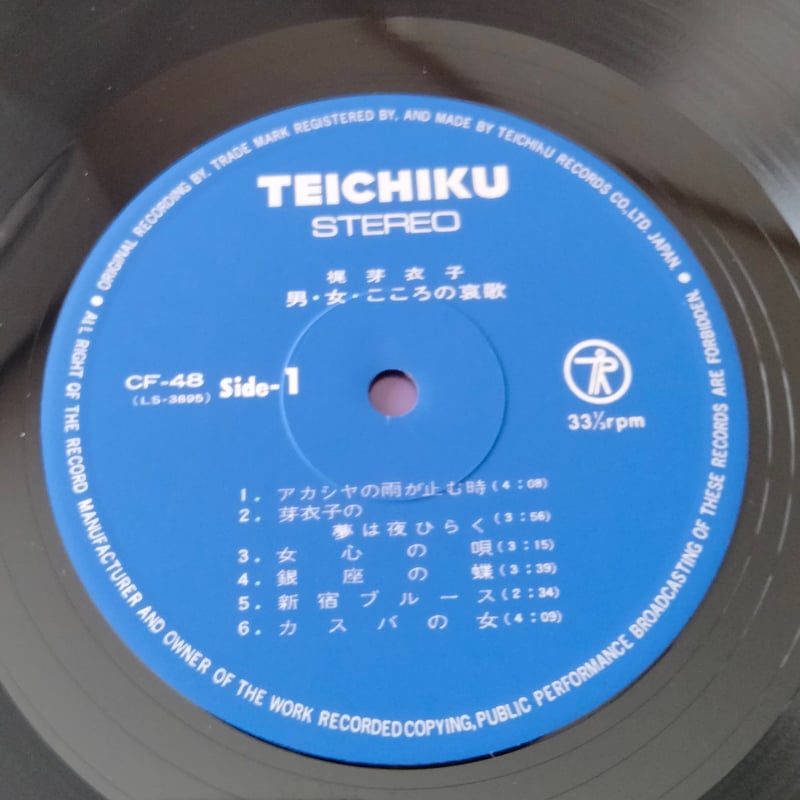 ORIGINAL RECORDING BY. TRADE MARK REGISTERED BY, AND MADE BY TEICHIKU RECORDS CO., LTD. JAPAN
TEICHIKU
STEREO
梶芽衣子
男・女・こころの哀歌
CF-48 Side-1
(LS-3895)
33⅓rpm
1. アカシヤの雨が止む時(4:08)
2. 芽衣子の
夢は夜ひらく(3:56)
3. 女心の唄(3:15)
4. 銀座の蝶(3:39)
5. 新宿ブルース(2:34)
6. カスバの女(4:09)
ALL RIGHT OF THE RECORD MANUFACTURER AND OWNER OF THE WORK RECORDED COPYING, PUBLIC PERFORMANCE BROADCASTING OF THESE RECORDS ARE FORBIDDEN.